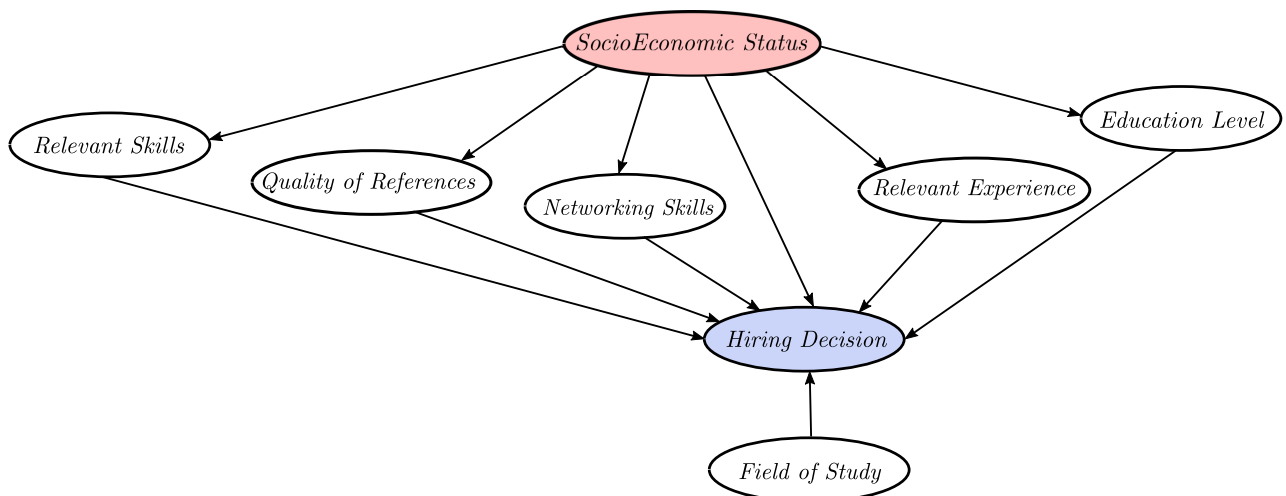 SocioEconomic Status
Education Level
Relevant Skills
Quality of References
Relevant Experience
Networking Skills
Hiring Decision
Field of Study